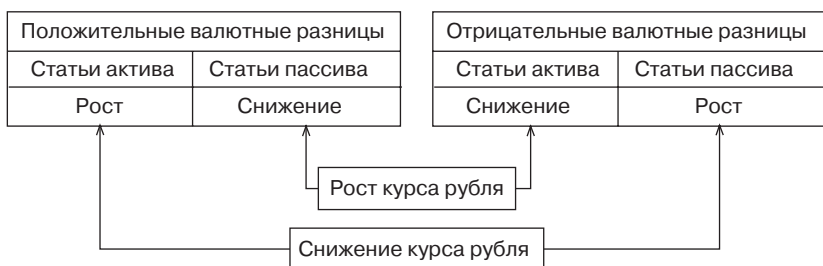 Положительные валютные разницы
Статьи актива Статьи пассива
Рост Снижение
Отрицательные валютные разницы
Статьи актива Статьи пассива
Снижение Рост
Рост курса рубля
Снижение курса рубля